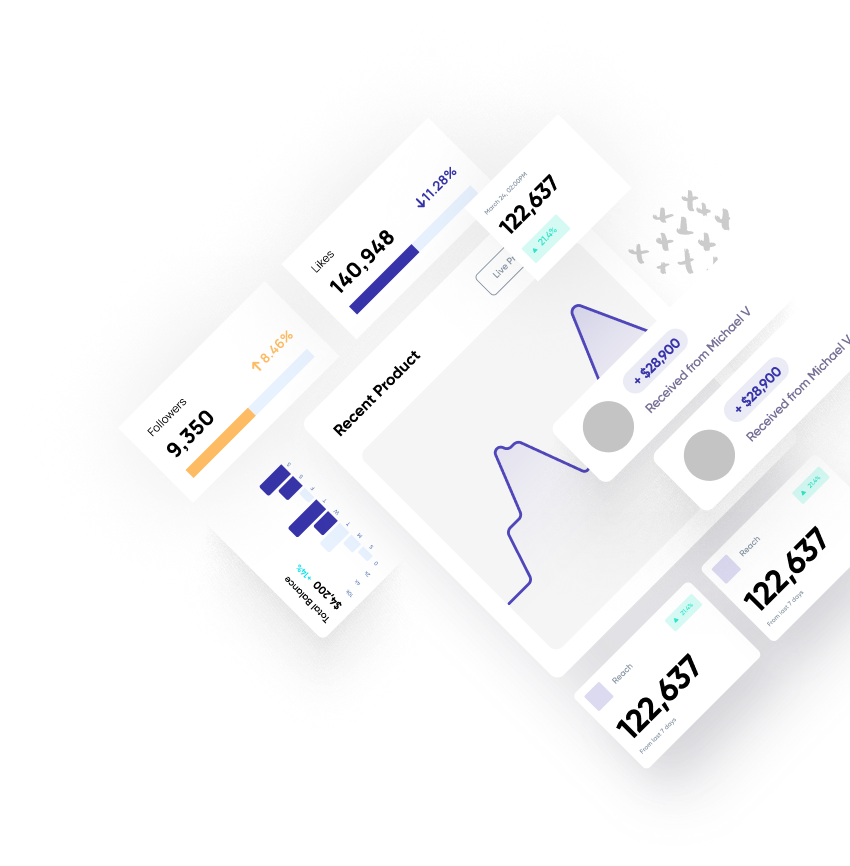 Likes
140,948
11.28%
March 24, 02:00PM
122,637
21.4%
Live Pr
Followers
9,350
8.46%
Recent Product
+ $28,900
Received from Michael V
+ $28,900
Received from Michael V
Total Balance
$4,200 +14%
S
M
T
W
T
F
S
Reach
21.4%
122,637
From last 7 days
Reach
21.4%
122,637
From last 7 days